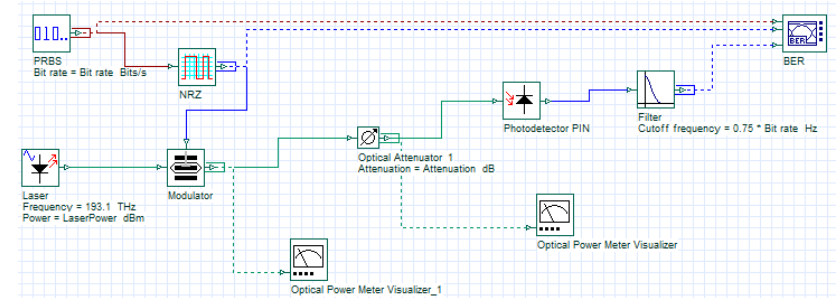 PRBS
Bit rate = Bit rate Bits/s
NRZ
BER
BER
Photodetector PIN
Filter
Cutoff frequency = 0.75 * Bit rate Hz
Optical Attenuator 1
Attenuation = Attenuation dB
Laser
Frequency = 193.1 THz
Power = LaserPower dBm
Modulator
Optical Power Meter Visualizer
Optical Power Meter Visualizer_1